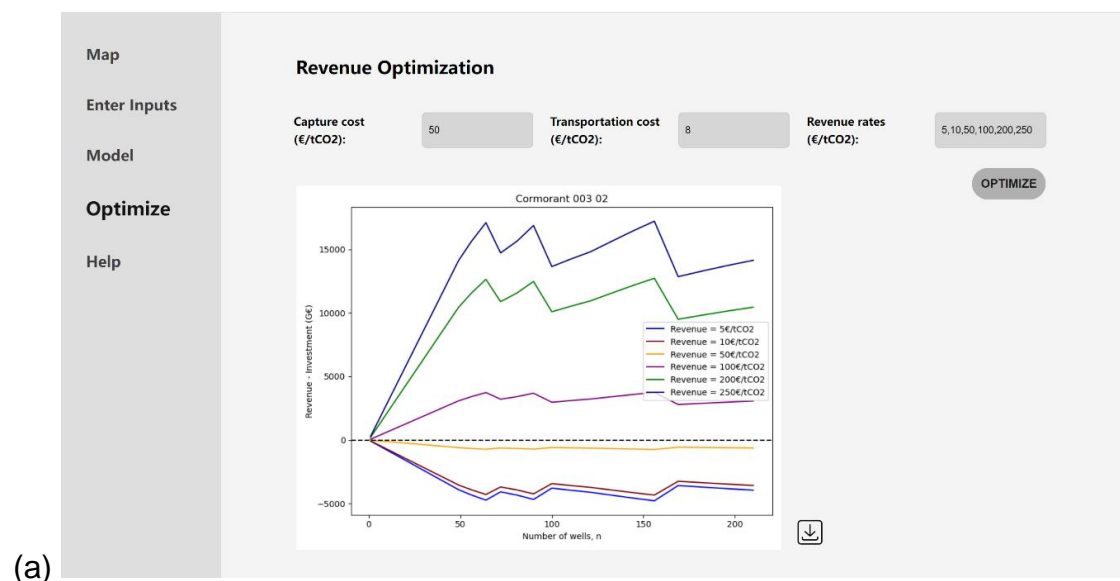 Map
Enter Inputs
Model
Optimize
Help
Revenue Optimization
Capture cost
(€/tCO2):
50
Transportation cost
(€/tCO2):
8
Revenue rates
(€/tCO2):
5,10,50,100,200,250
OPTIMIZE
Cormorant 003 02
Revenue - Investment (G€)
15000
10000
5000
0
−5000
Revenue = 5€/tCO2
Revenue = 10€/tCO2
Revenue = 50€/tCO2
Revenue = 100€/tCO2
Revenue = 200€/tCO2
Revenue = 250€/tCO2
0 50 100 150 200
Number of wells, n
(a)